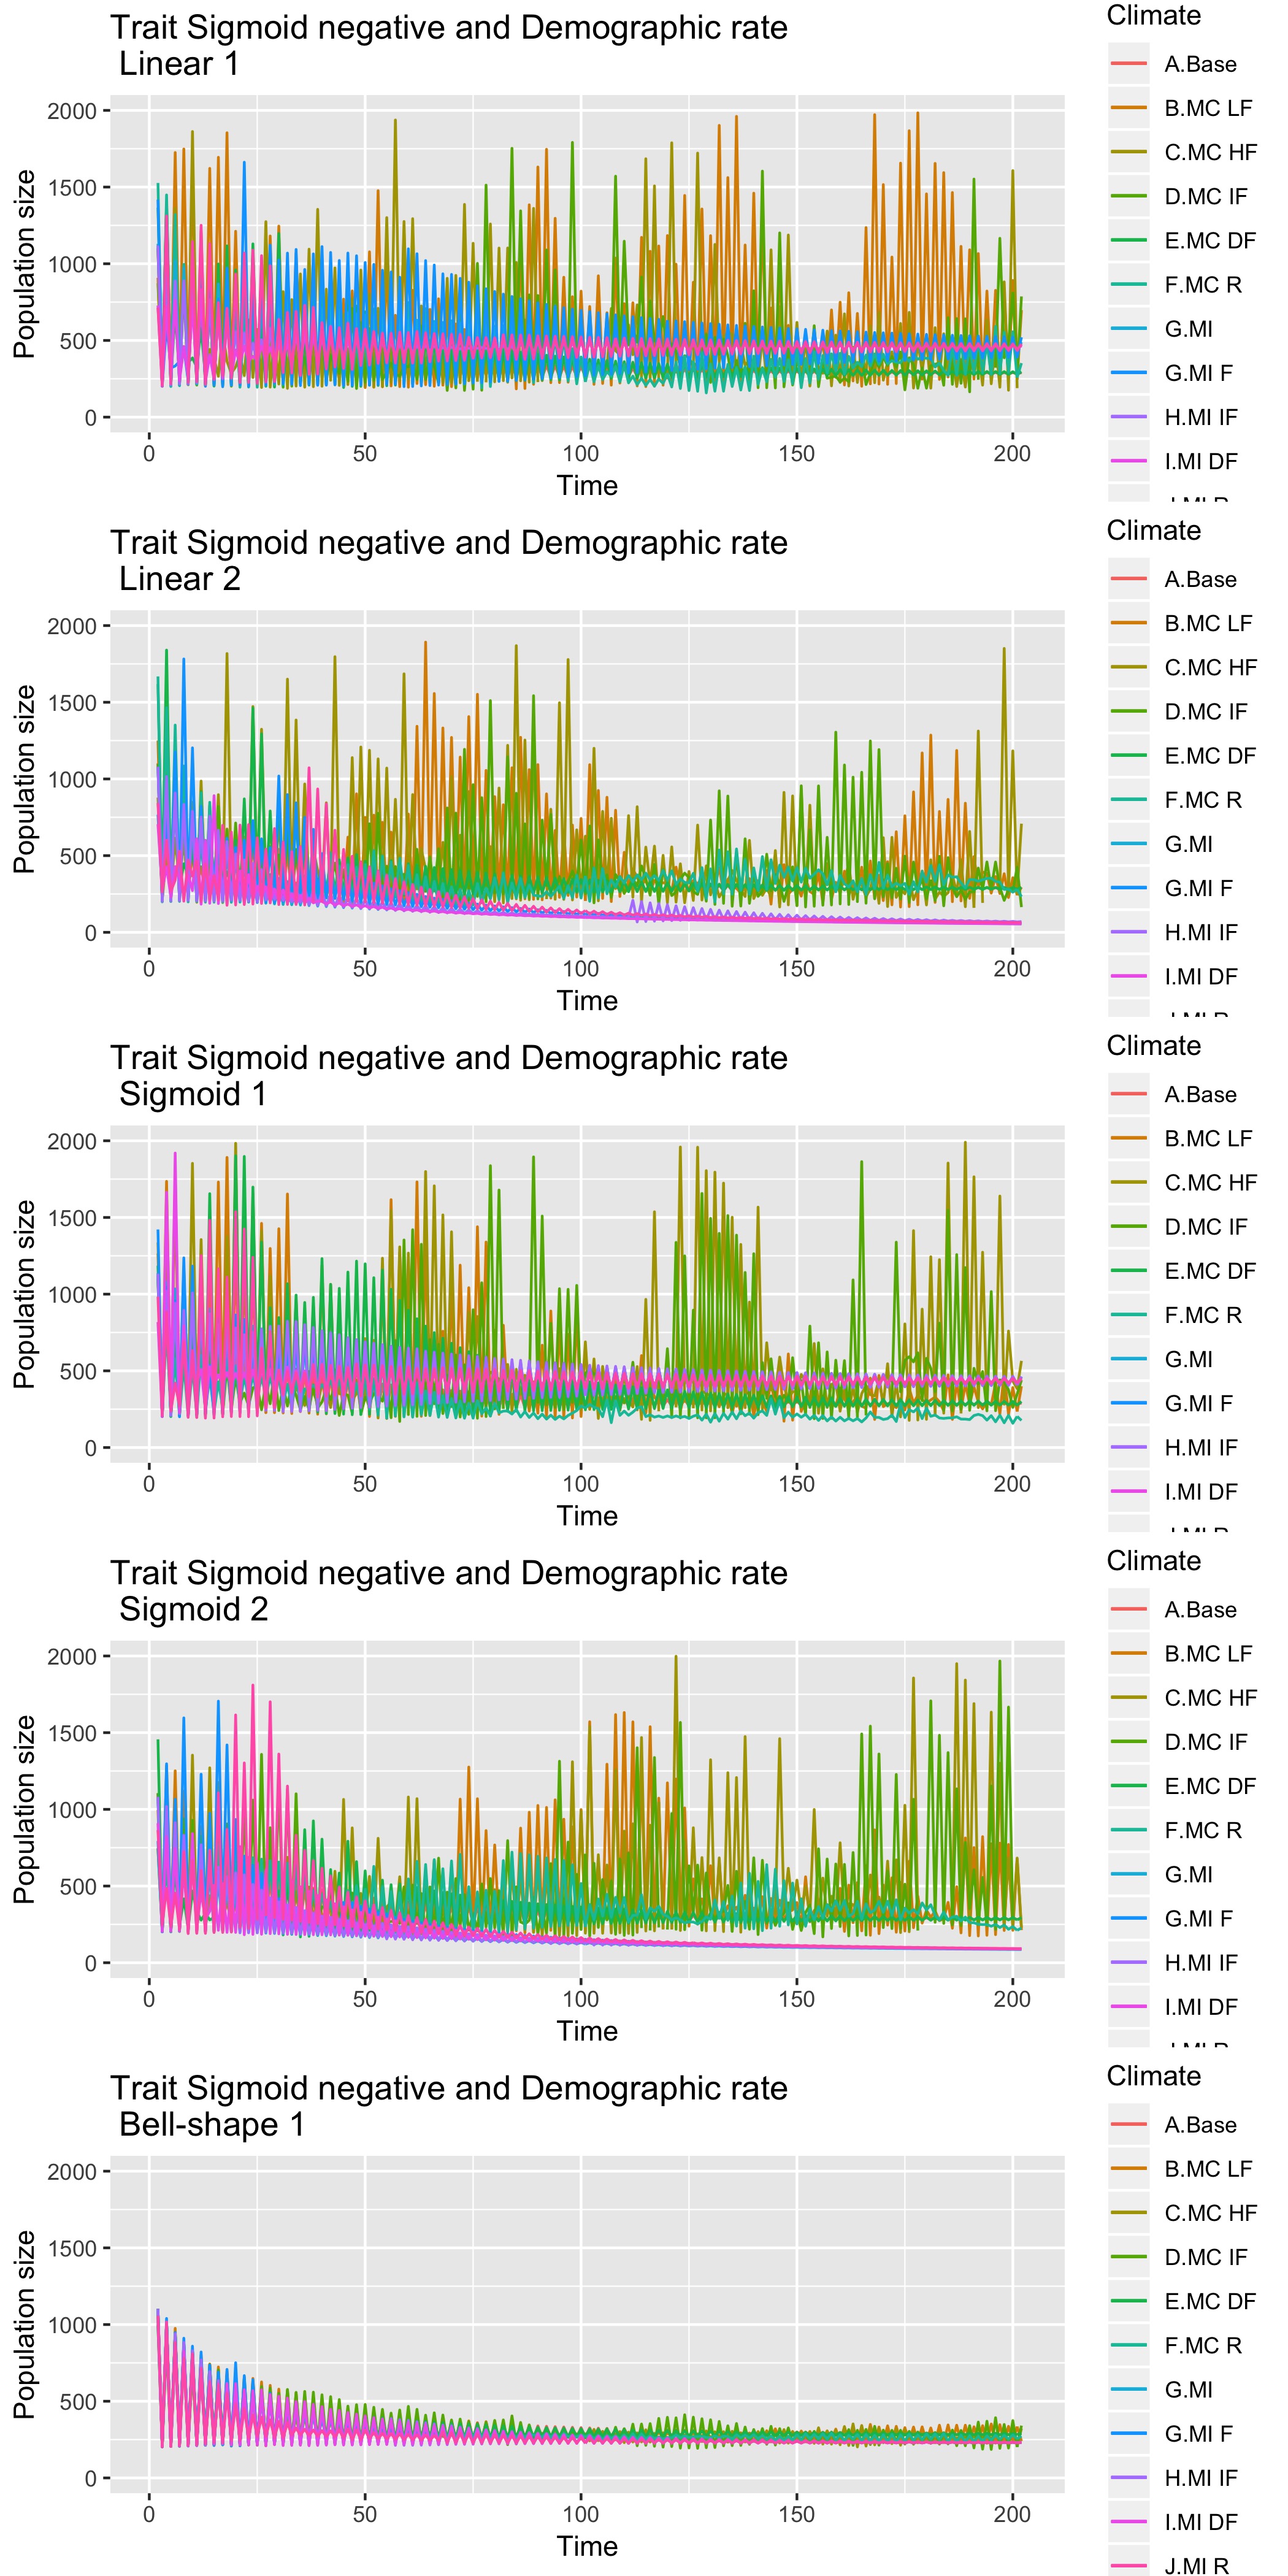 Trait Sigmoid negative and Demographic rate
Linear 1
Population size
2000
1500
1000
500
0
0 50 100 150 200
Time
Climate
A.Base
B.MC LF
C.MC HF
D.MC IF
E.MC DF
F.MC R
G.MI
G.MI F
H.MI IF
I.MI DF
Trait Sigmoid negative and Demographic rate
Linear 2
Population size
2000
1500
1000
500
0
0 50 100 150 200
Time
Climate
A.Base
B.MC LF
C.MC HF
D.MC IF
E.MC DF
F.MC R
G.MI
G.MI F
H.MI IF
I.MI DF
Trait Sigmoid negative and Demographic rate
Sigmoid 1
Population size
2000
1500
1000
500
0
0 50 100 150 200
Time
Climate
A.Base
B.MC LF
C.MC HF
D.MC IF
E.MC DF
F.MC R
G.MI
G.MI F
H.MI IF
I.MI DF
Trait Sigmoid negative and Demographic rate
Sigmoid 2
Population size
2000
1500
1000
500
0
0 50 100 150 200
Time
Climate
A.Base
B.MC LF
C.MC HF
D.MC IF
E.MC DF
F.MC R
G.MI
G.MI F
H.MI IF
I.MI DF
Trait Sigmoid negative and Demographic rate
Bell-shape 1
Population size
2000
1500
1000
500
0
0 50 100 150 200
Time
Climate
A.Base
B.MC LF
C.MC HF
D.MC IF
E.MC DF
F.MC R
G.MI
G.MI F
H.MI IF
I.MI DF
J.MI R